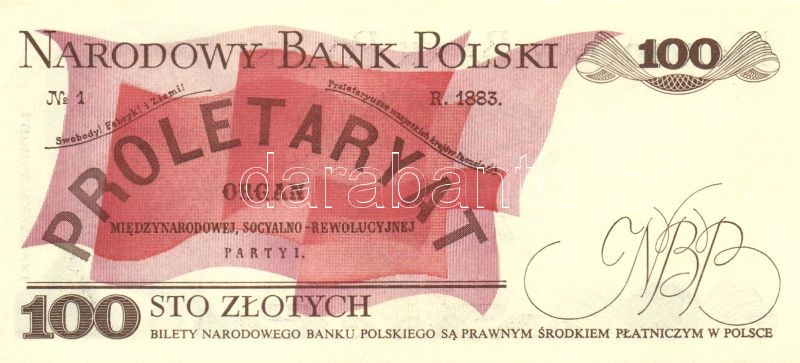 NARODOWY BANK POLSKI 100
№ 1 R. 1883.
Swobody! Fabryk! i Ziemi! Proletaryusze wszystkich krajów łączcie się
PROLETARYAT
ORGAN
MIĘDZYNARODOWEJ, SOCYALNO-REWOLUCYJNEJ
PARTYI.
darabanth
NBP
100 STO ZŁOTYCH
BILETY NARODOWEGO BANKU POLSKIEGO SĄ PRAWNYM ŚRODKIEM PŁATNICZYM W POLSCE